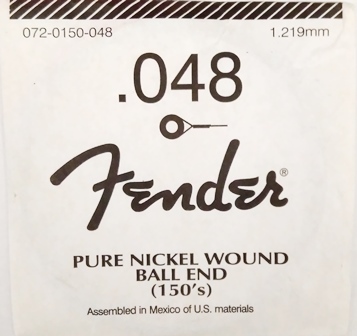 072-0150-048 1.219mm
.048
Fender®
PURE NICKEL WOUND
BALL END
(150's)
Assembled in Mexico of U.S. materials